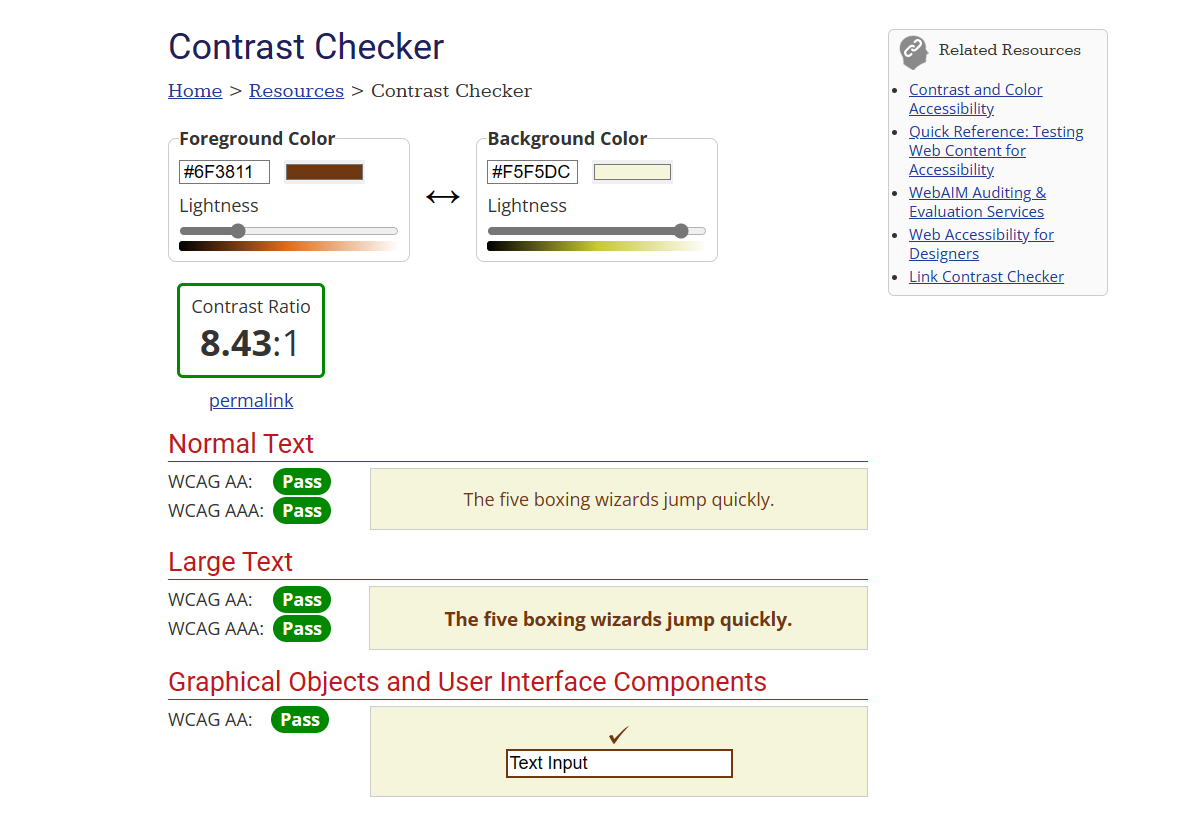 Contrast Checker
Home > Resources > Contrast Checker
Foreground Color
#6F3811
Lightness
Background Color
#F5F5DC
Lightness
Contrast Ratio
8.43:1
permalink
Normal Text
WCAG AA: Pass
WCAG AAA: Pass
The five boxing wizards jump quickly.
Large Text
WCAG AA: Pass
WCAG AAA: Pass
The five boxing wizards jump quickly.
Graphical Objects and User Interface Components
WCAG AA: Pass
✓
Text Input
Related Resources
Contrast and Color
Accessibility
Quick Reference: Testing
Web Content for
Accessibility
WebAIM Auditing &
Evaluation Services
Web Accessibility for
Designers
Link Contrast Checker